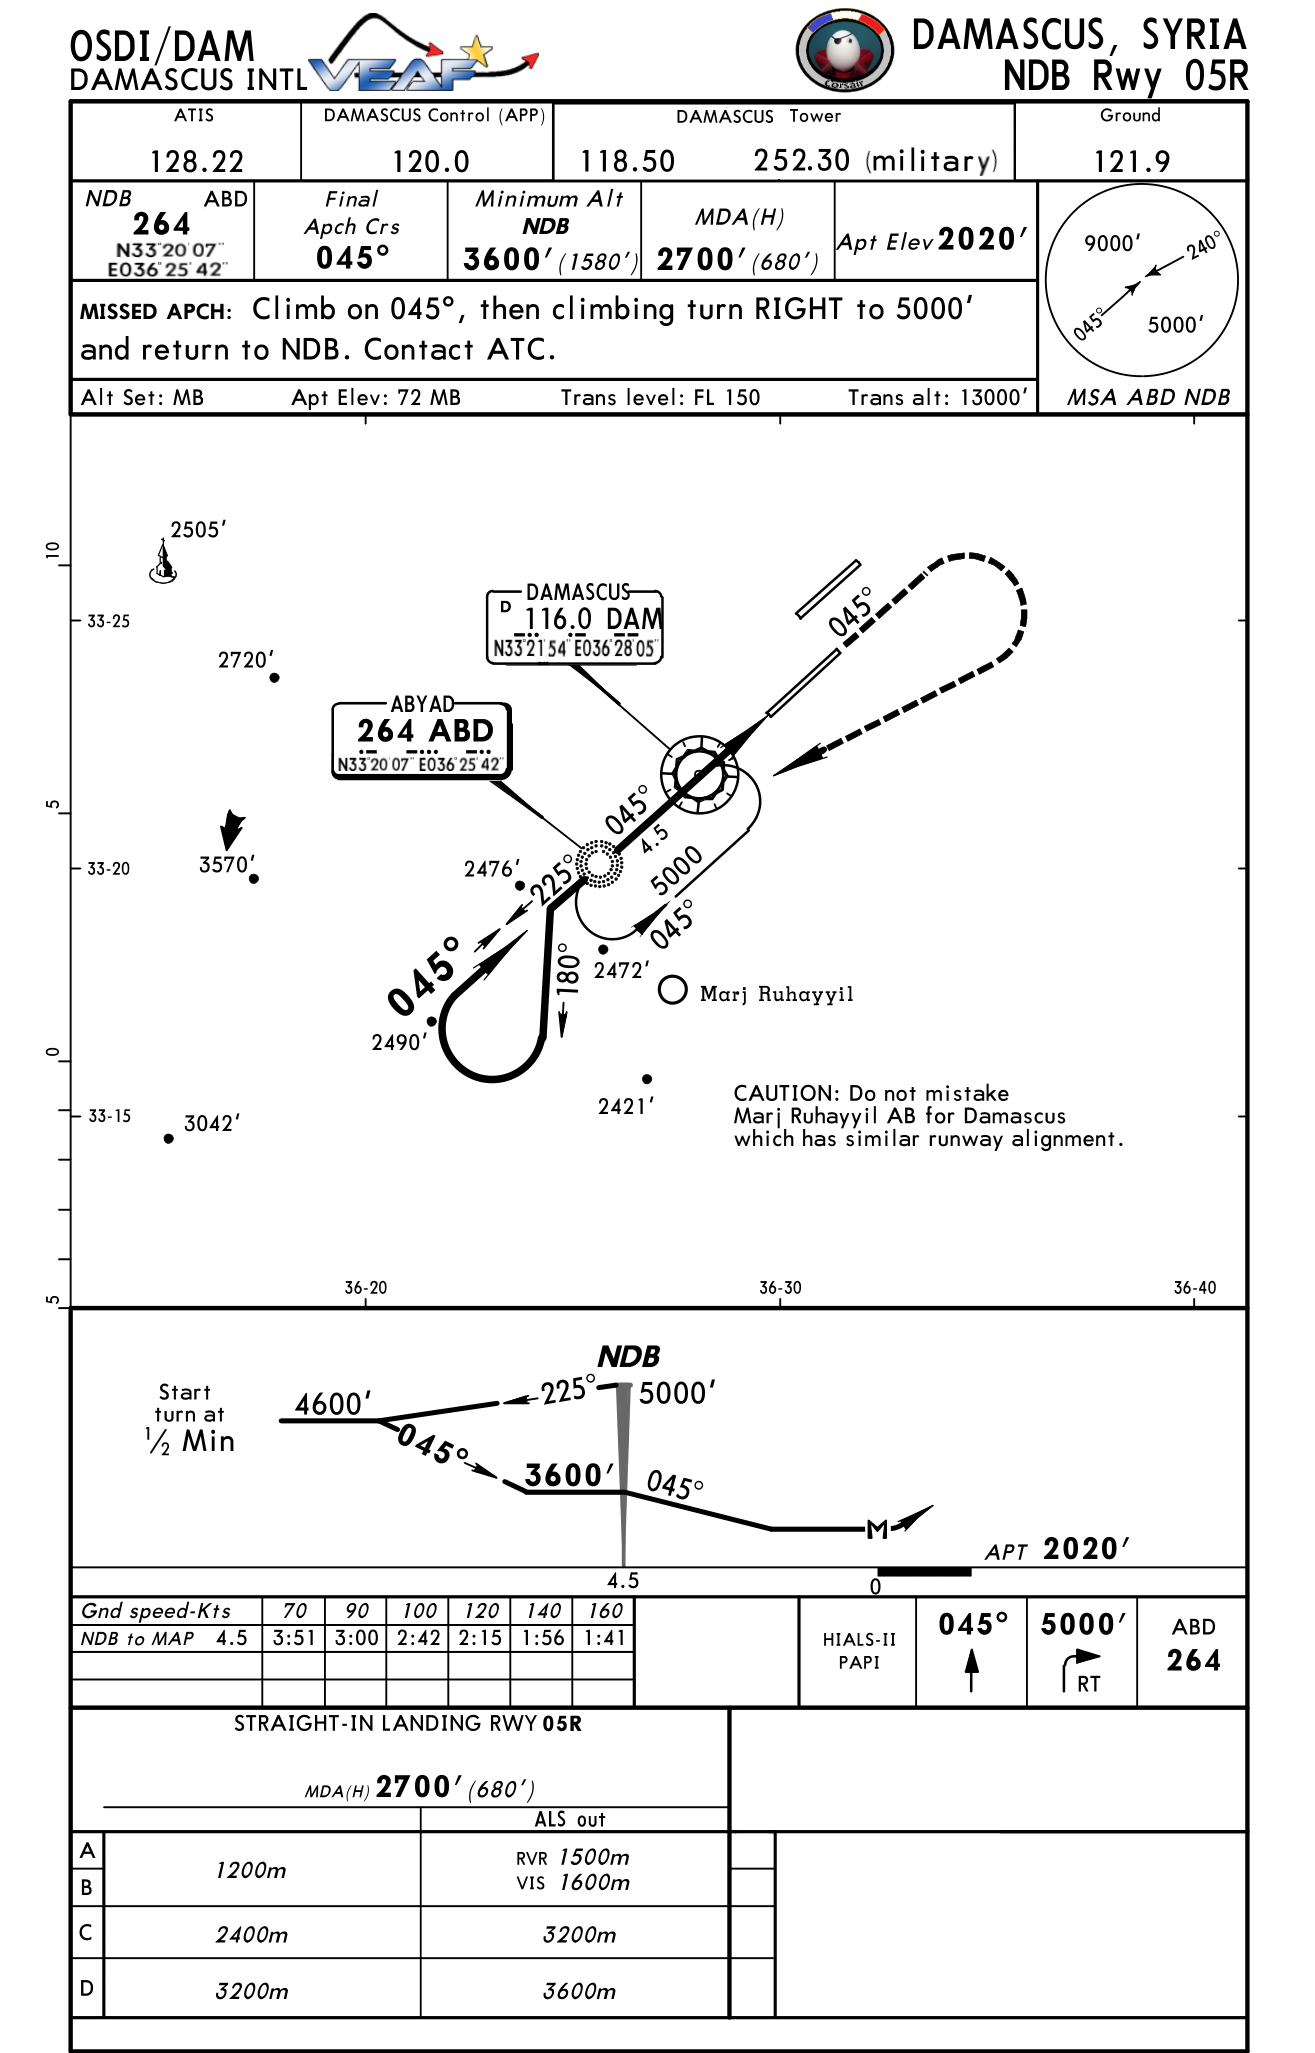 OSDI/DAM
DAMASCUS INTL
VEAF
Corsair
DAMASCUS, SYRIA
NDB Rwy 05R
ATIS
128.22
DAMASCUS Control (APP)
120.0
DAMASCUS Tower
118.50 252.30 (military)
Ground
121.9
NDB ABD
264
N33°20'07"
E036°25'42"
Final
Apch Crs
045°
Minimum Alt
NDB
3600' (1580')
MDA(H)
2700' (680')
Apt Elev 2020'
9000'
240°
045°
5000'
MSA ABD NDB
MISSED APCH: Climb on 045°, then climbing turn RIGHT to 5000'
and return to NDB. Contact ATC.
Alt Set: MB Apt Elev: 72 MB Trans level: FL 150 Trans alt: 13000'
10
5
0
5
33-25
33-20
33-15
2505'
2720'
DAMASCUS
D 116.0 DAM
N33°21'54" E036°28'05"
ABYAD
264 ABD
N33°20'07" E036°25'42"
045°
045°
4.5
5000
045°
3570'
2476'
225°
045°
180°
2472'
Marj Ruhayyil
2490'
2421'
3042'
CAUTION: Do not mistake
Marj Ruhayyil AB for Damascus
which has similar runway alignment.
36-20 36-30 36-40
NDB
Start
turn at
½ Min
4600'
225°
5000'
045°
3600'
045°
M
APT 2020'
4.5
0
Gnd speed-Kts 70 90 100 120 140 160
NDB to MAP 4.5 3:51 3:00 2:42 2:15 1:56 1:41
HIALS-II
PAPI
045°
5000'
RT
ABD
264
STRAIGHT-IN LANDING RWY 05R
MDA(H) 2700' (680')
ALS out
A
B
1200m
RVR 1500m
VIS 1600m
C 2400m 3200m
D 3200m 3600m